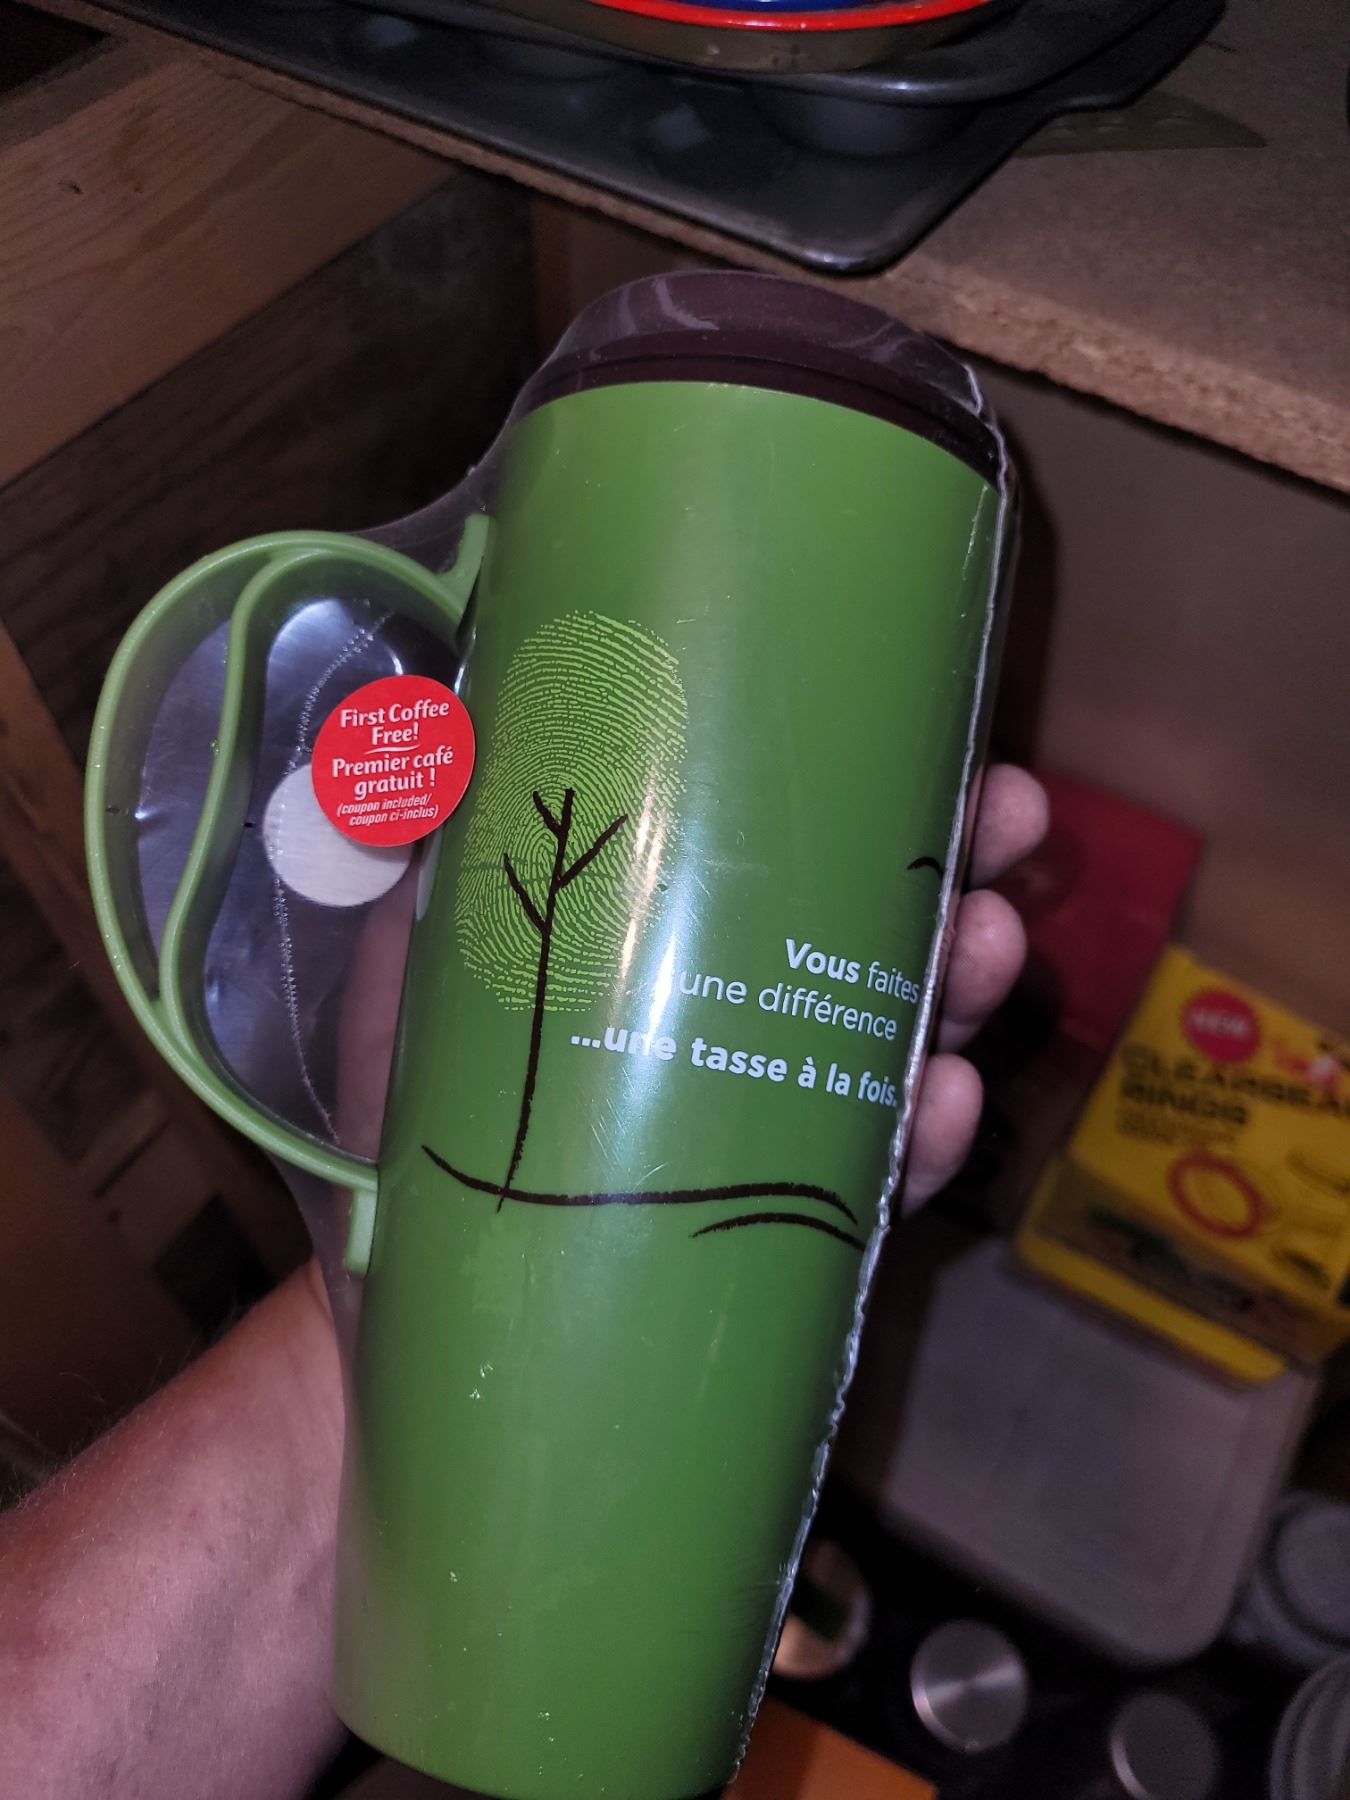 First Coffee
Free!
Premier café
gratuit !
(coupon included/
coupon ci-inclus)
Vous faites
une différence
...une tasse à la fois.
NEW